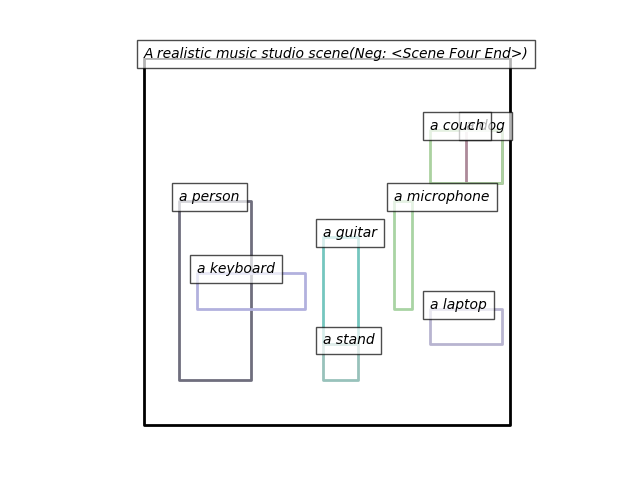 A realistic music studio scene(Neg: <Scene Four End>)
a couch
dog
a person
a microphone
a guitar
a keyboard
a laptop
a stand